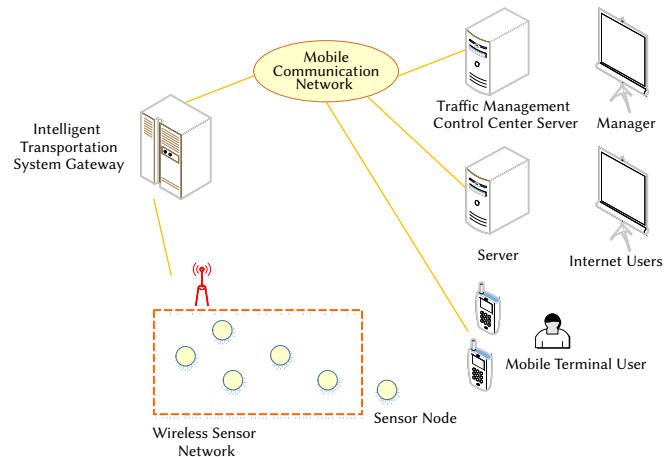 Mobile
Communication
Network
Traffic Management
Control Center Server
Manager
Intelligent
Transportation
System Gateway
Server
Internet Users
Mobile Terminal User
Sensor Node
Wireless Sensor
Network